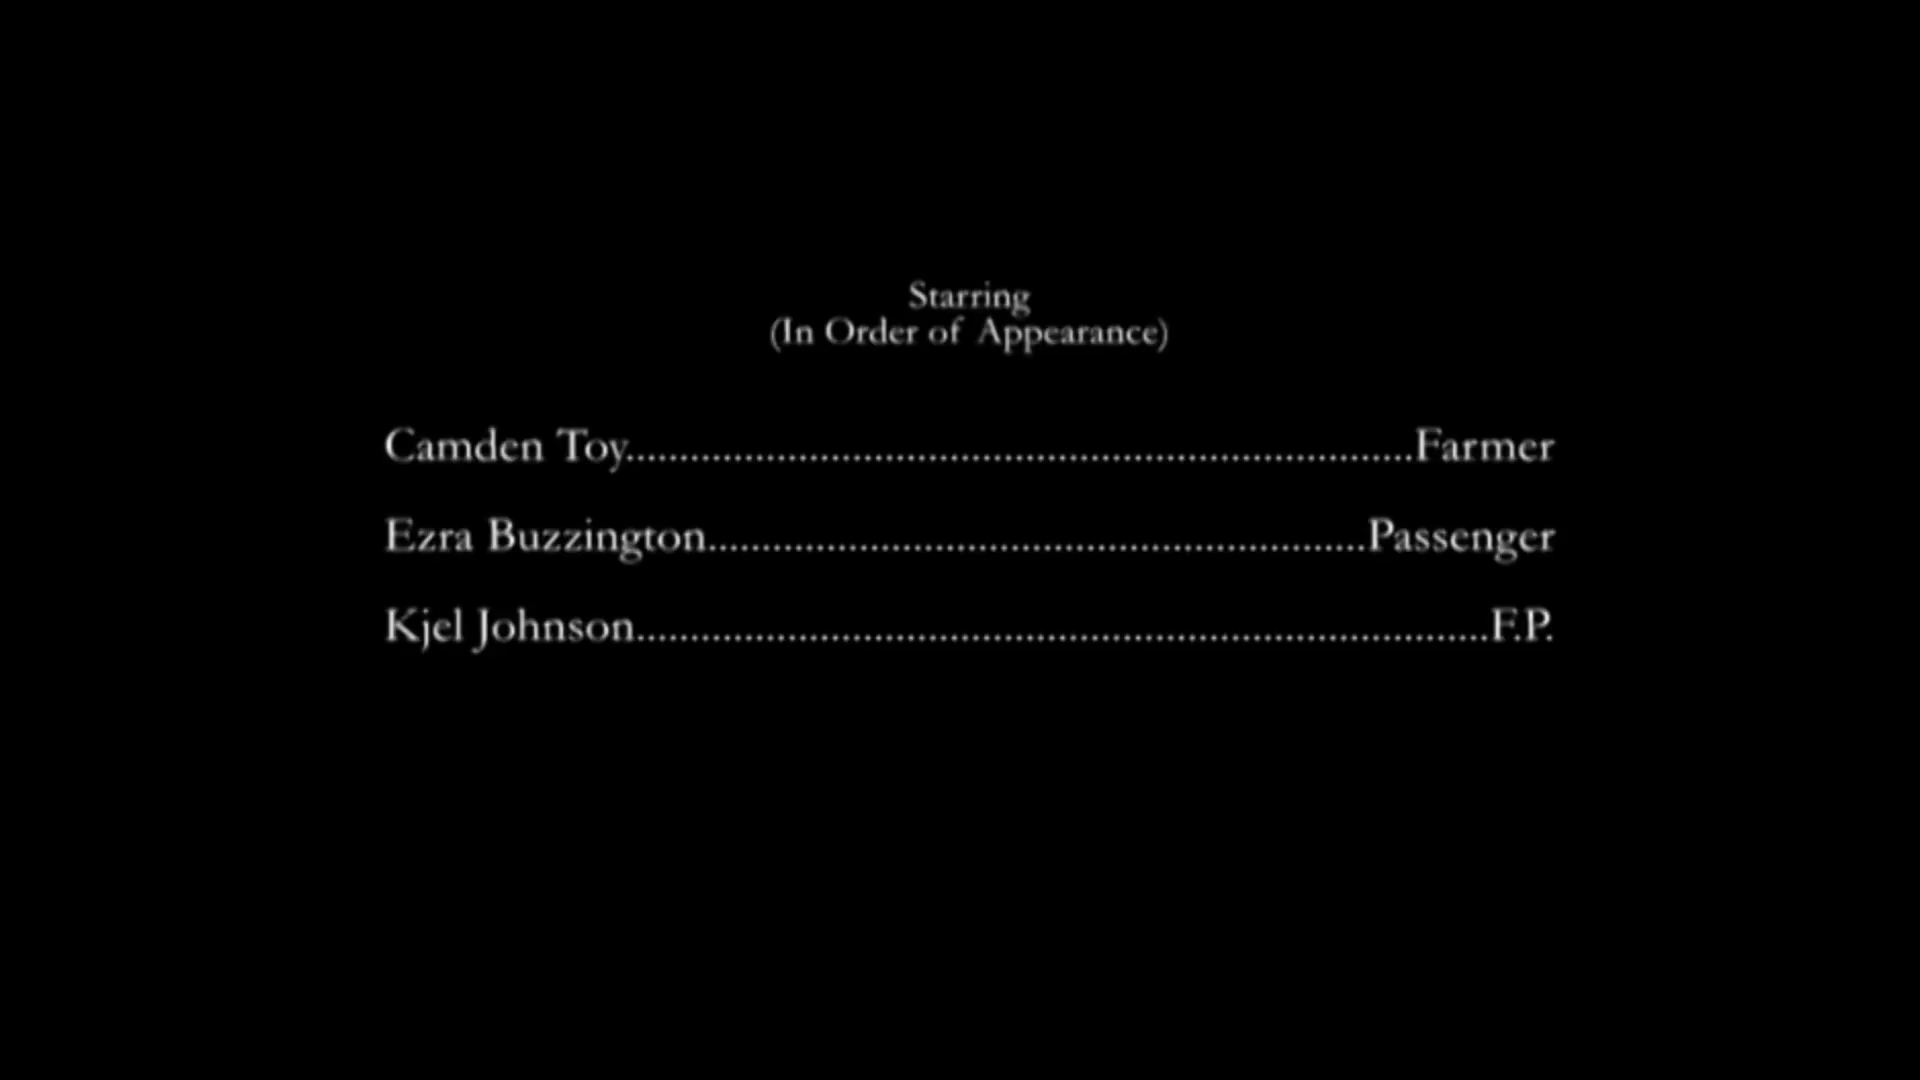 Starring
(In Order of Appearance)
Camden Toy..........................................................................Farmer
Ezra Buzzington..............................................................Passenger
Kjel Johnson................................................................................F.P.